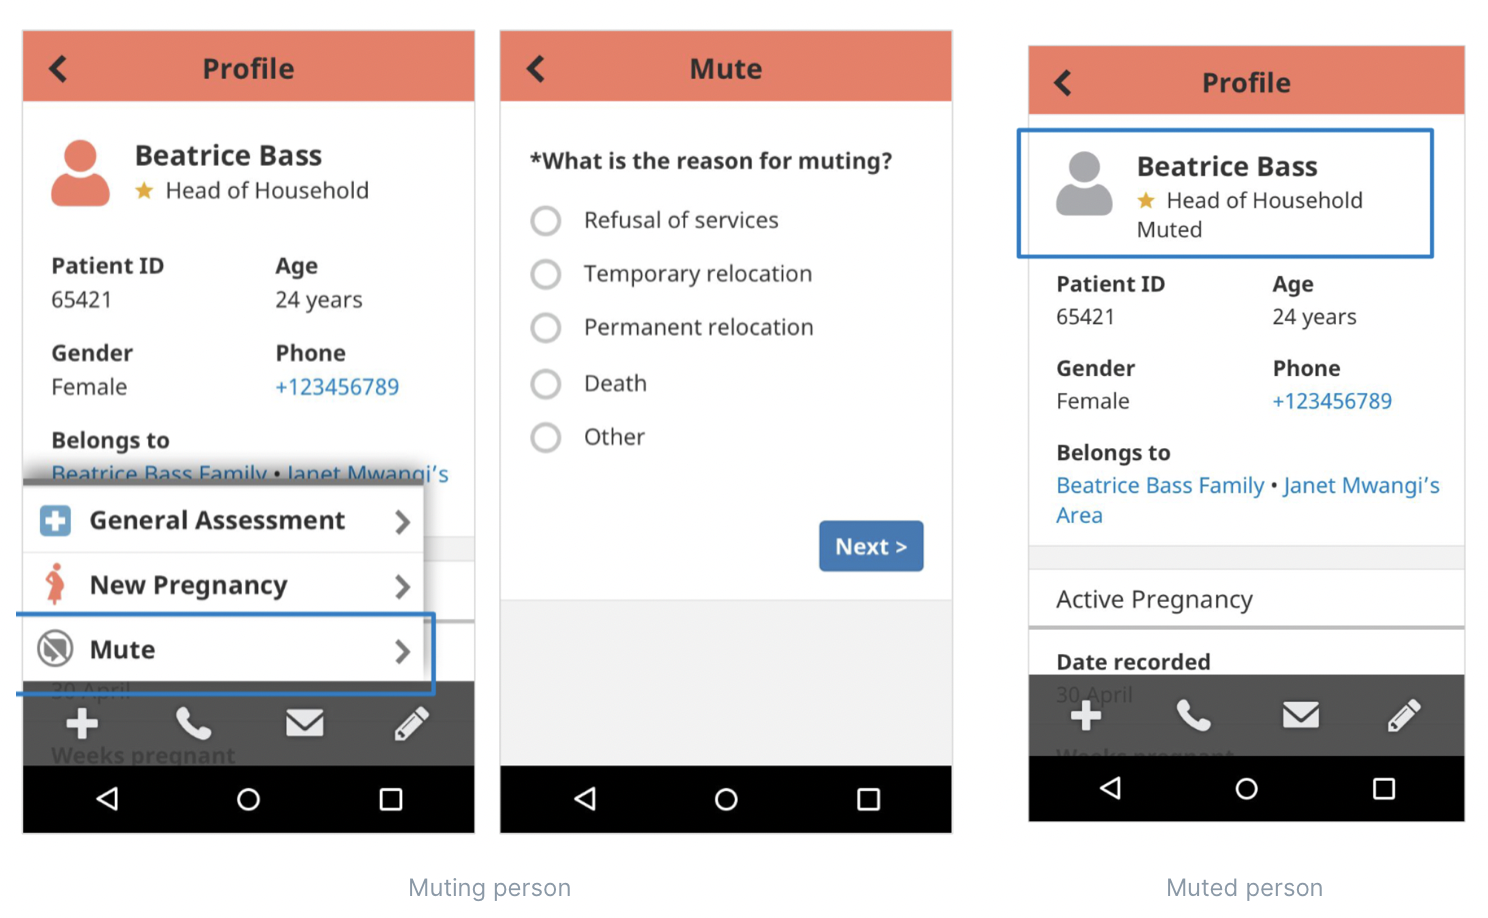 Profile
Beatrice Bass
Head of Household
Patient ID Age
65421 24 years
Gender Phone
Female +123456789
Belongs to
Beatrice Bass Family • Janet Mwangi's
General Assessment
New Pregnancy
Mute
30 April
Weeks pregnant
Mute
*What is the reason for muting?
Refusal of services
Temporary relocation
Permanent relocation
Death
Other
Next >
Muting person
Profile
Beatrice Bass
Head of Household
Muted
Patient ID Age
65421 24 years
Gender Phone
Female +123456789
Belongs to
Beatrice Bass Family • Janet Mwangi's
Area
Active Pregnancy
Date recorded
30 April
Weeks pregnant
Muted person